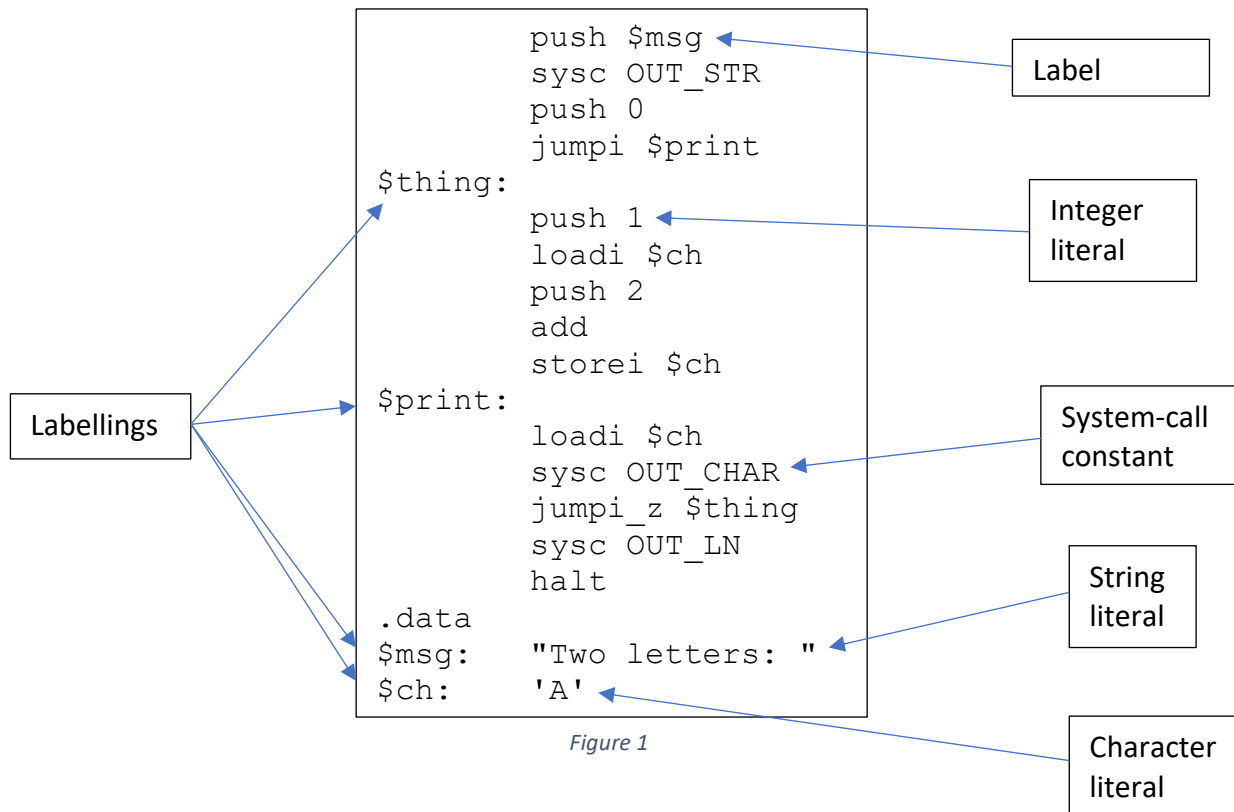 push $msg
sysc OUT_STR
push 0
jumpi $print
$thing:
push 1
loadi $ch
push 2
add
storei $ch
$print:
loadi $ch
sysc OUT_CHAR
jumpi_z $thing
sysc OUT_LN
halt
.data
$msg: "Two letters: "
$ch: 'A'
Labellings
Label
Integer
literal
System-call
constant
String
literal
Character
literal
Figure 1